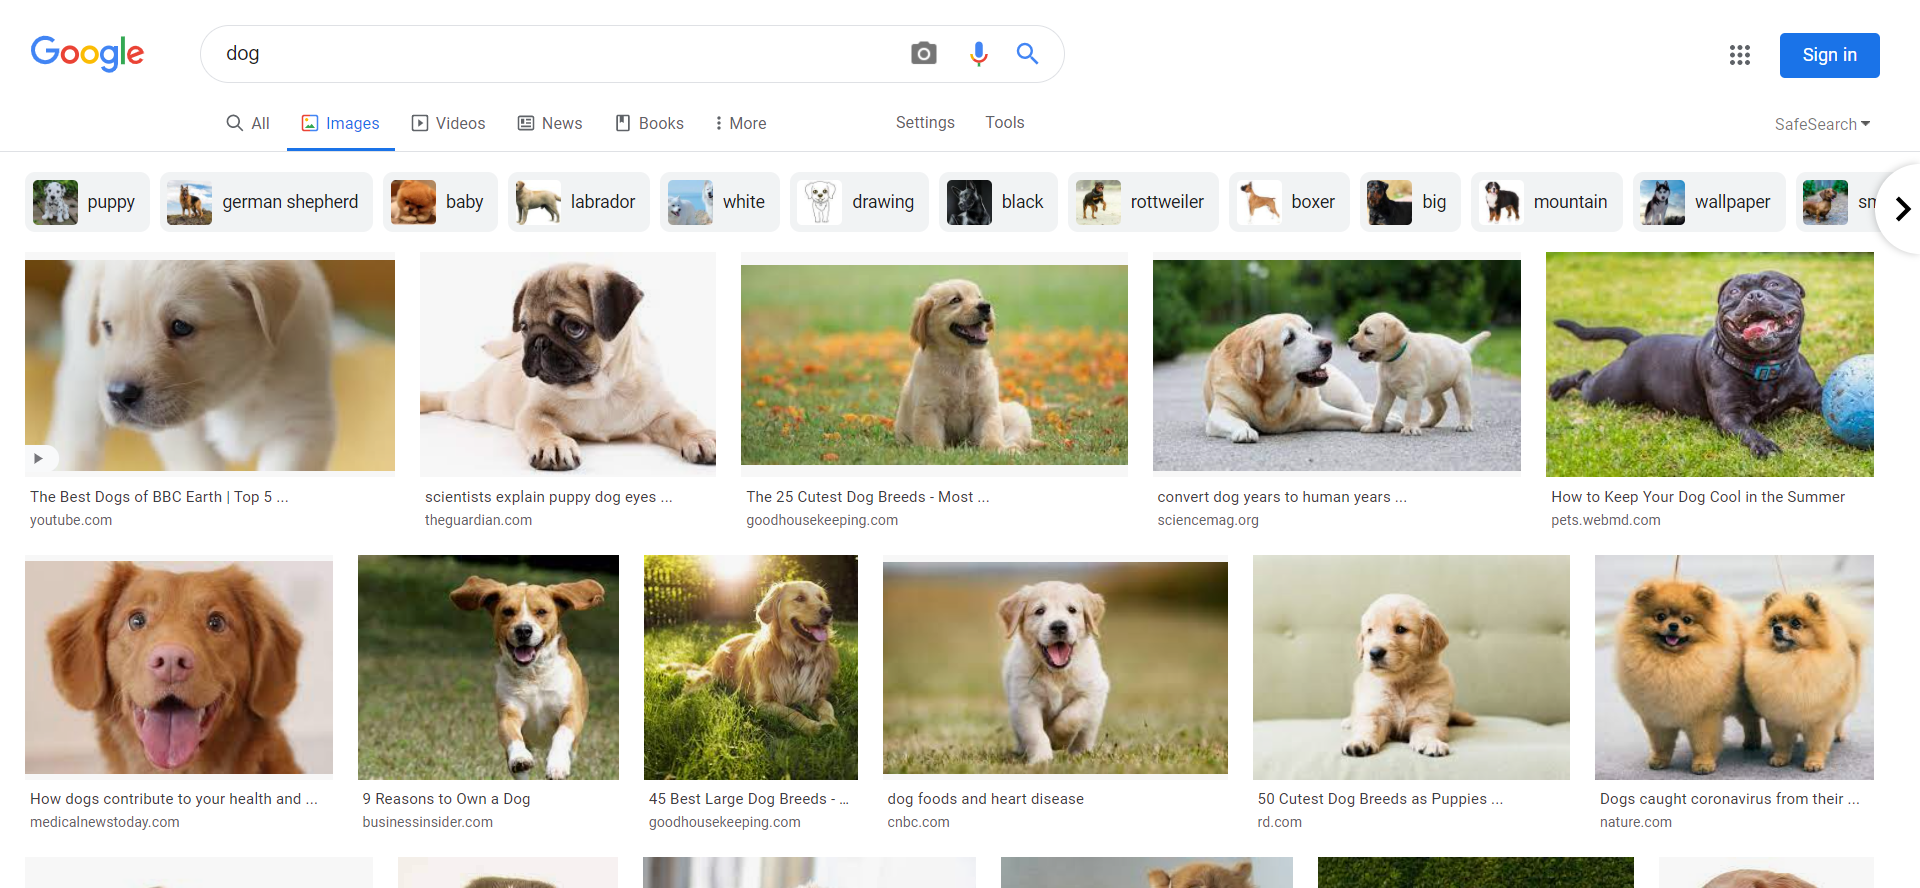 Google
dog
Sign in
All Images Videos News Books More Settings Tools SafeSearch
puppy german shepherd baby labrador white drawing black rottweiler boxer big mountain wallpaper
The Best Dogs of BBC Earth | Top 5 ...
youtube.com
scientists explain puppy dog eyes ...
theguardian.com
The 25 Cutest Dog Breeds - Most ...
goodhousekeeping.com
convert dog years to human years ...
sciencemag.org
How to Keep Your Dog Cool in the Summer
pets.webmd.com
How dogs contribute to your health and ...
medicalnewstoday.com
9 Reasons to Own a Dog
businessinsider.com
45 Best Large Dog Breeds - ...
goodhousekeeping.com
dog foods and heart disease
cnbc.com
50 Cutest Dog Breeds as Puppies ...
rd.com
Dogs caught coronavirus from their ...
nature.com